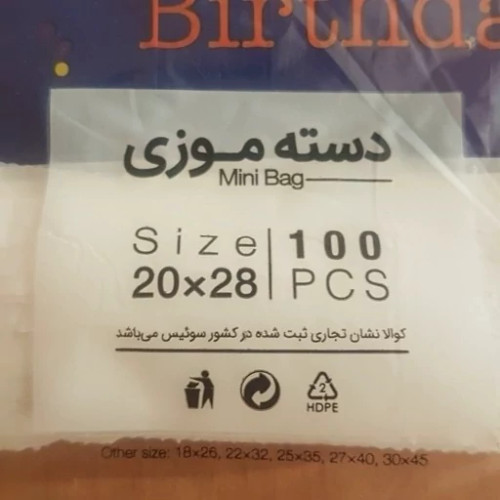 Birthda
دسته موزی
Mini Bag
Size 100
20×28 PCS
کوالا نشان تجاری ثبت شده در کشور سوئیس می‌باشد
2
HDPE
Other size: 18×26, 22×32, 25×35, 27×40, 30×45